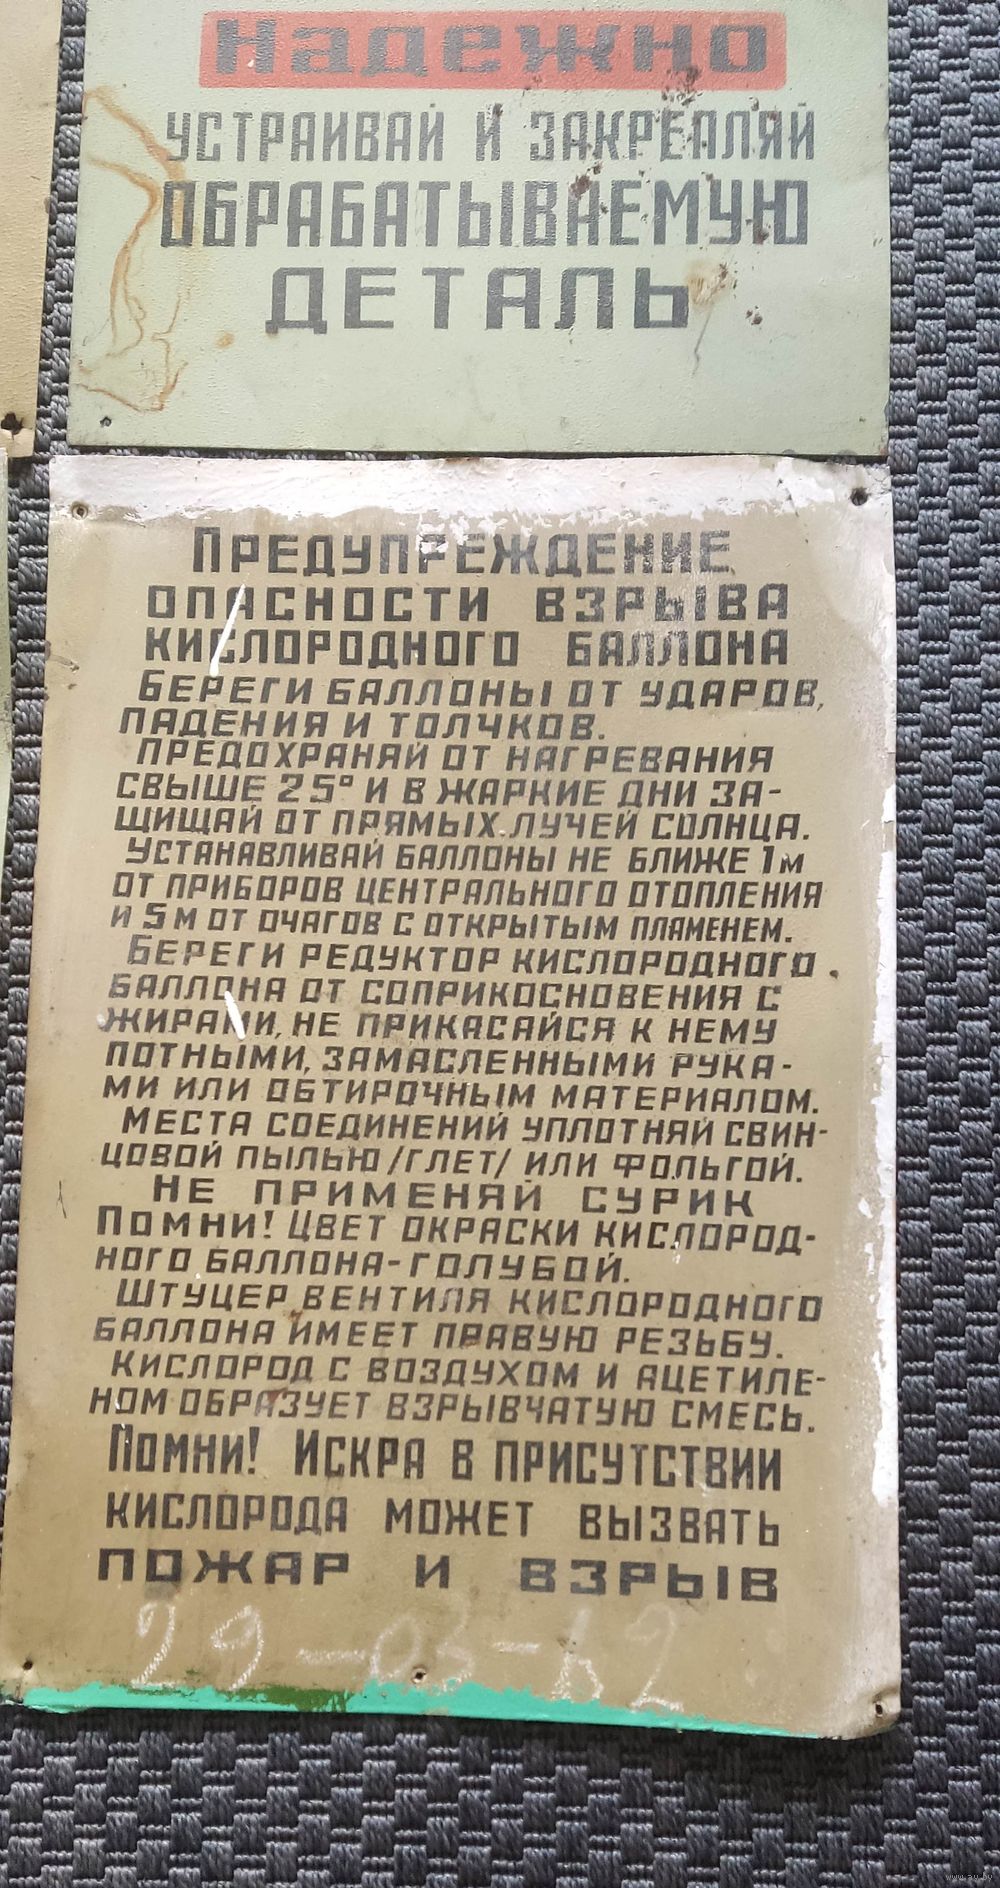 Надежно
УСТРАИВАЙ И ЗАКРЕПЛЯЙ
ОБРАБАТЫВАЕМУЮ
ДЕТАЛЬ
ПРЕДУПРЕЖДЕНИЕ
ОПАСНОСТИ ВЗРЫВА
КИСЛОРОДНОГО БАЛЛОНА
БЕРЕГИ БАЛЛОНЫ ОТ УДАРОВ,
ПАДЕНИЯ И ТОЛЧКОВ.
ПРЕДОХРАНЯЙ ОТ НАГРЕВАНИЯ
СВЫШЕ 25° И В ЖАРКИЕ ДНИ ЗА-
ЩИЩАЙ ОТ ПРЯМЫХ ЛУЧЕЙ СОЛНЦА.
УСТАНАВЛИВАЙ БАЛЛОНЫ НЕ БЛИЖЕ 1М
ОТ ПРИБОРОВ ЦЕНТРАЛЬНОГО ОТОПЛЕНИЯ
И 5М ОТ ОЧАГОВ С ОТКРЫТЫМ ПЛАМЕНЕМ.
БЕРЕГИ РЕДУКТОР КИСЛОРОДНОГО
БАЛЛОНА ОТ СОПРИКОСНОВЕНИЯ С
ЖИРАМИ, НЕ ПРИКАСАЙСЯ К НЕМУ
ПОТНЫМИ, ЗАМАСЛЕННЫМИ РУКА-
МИ ИЛИ ОБТИРОЧНЫМ МАТЕРИАЛОМ.
МЕСТА СОЕДИНЕНИЙ УПЛОТНЯЙ СВИН-
ЦОВОЙ ПЫЛЬЮ /ГЛЕТ/ ИЛИ ФОЛЬГОЙ.
НЕ ПРИМЕНЯЙ СУРИК
ПОМНИ! ЦВЕТ ОКРАСКИ КИСЛОРОД-
НОГО БАЛЛОНА-ГОЛУБОЙ.
ШТУЦЕР ВЕНТИЛЯ КИСЛОРОДНОГО
БАЛЛОНА ИМЕЕТ ПРАВУЮ РЕЗЬБУ.
КИСЛОРОД С ВОЗДУХОМ И АЦЕТИЛЕ-
НОМ ОБРАЗУЕТ ВЗРЫВЧАТУЮ СМЕСЬ.
ПОМНИ! ИСКРА В ПРИСУТСТВИИ
КИСЛОРОДА МОЖЕТ ВЫЗВАТЬ
ПОЖАР И ВЗРЫВ
29-03-62
www.ay.by